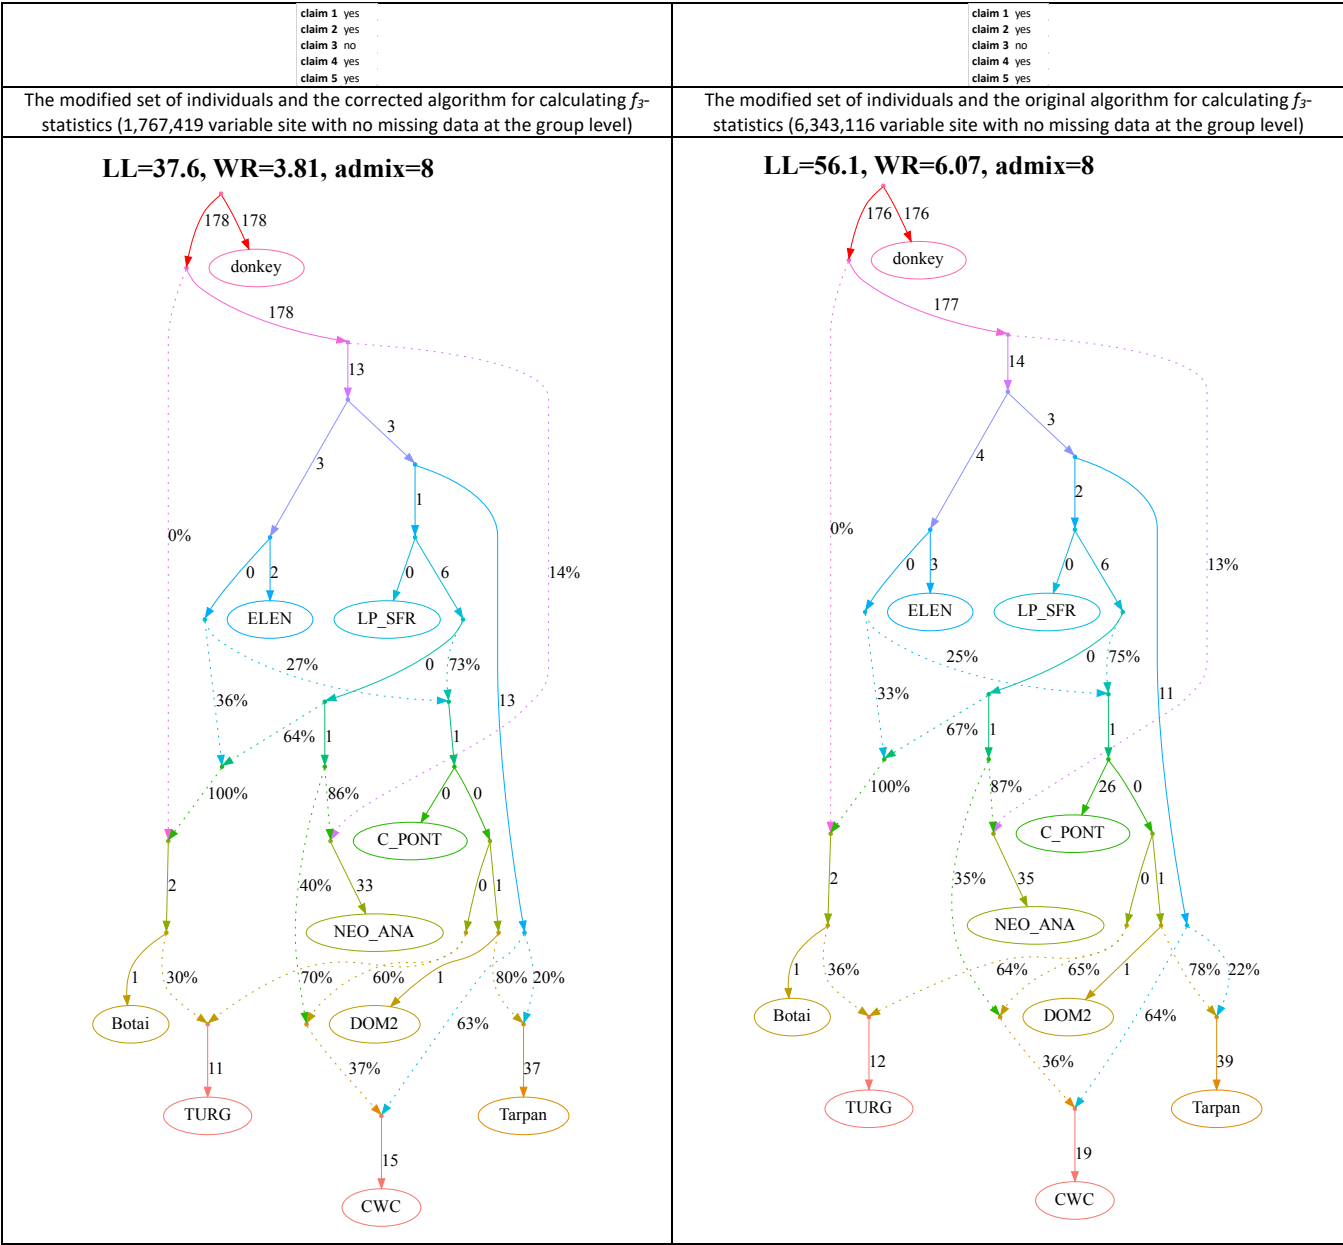 claim 1 yes
claim 2 yes
claim 3 no
claim 4 yes
claim 5 yes
The modified set of individuals and the corrected algorithm for calculating f3-
statistics (1,767,419 variable site with no missing data at the group level)
LL=37.6, WR=3.81, admix=8
178 178
donkey
178
13
3
3
1
0%
0 2
0 6
14%
ELEN
LP_SFR
27%
0
73%
36%
13
64%
1
1
100%
86%
0 0
C_PONT
2
40%
33
0 1
NEO_ANA
1
30%
70%
60%
1
80%
20%
Botai
DOM2
63%
11
37%
37
TURG
Tarpan
15
CWC
claim 1 yes
claim 2 yes
claim 3 no
claim 4 yes
claim 5 yes
The modified set of individuals and the original algorithm for calculating f3-
statistics (6,343,116 variable site with no missing data at the group level)
LL=56.1, WR=6.07, admix=8
176 176
donkey
177
14
3
4
2
0%
0 3
0 6
13%
ELEN
LP_SFR
25%
0
75%
33%
11
67%
1
1
100%
87%
26 0
C_PONT
2
35%
35
0 1
NEO_ANA
1
36%
64%
65%
1
78%
22%
Botai
DOM2
64%
12
36%
39
TURG
Tarpan
19
CWC